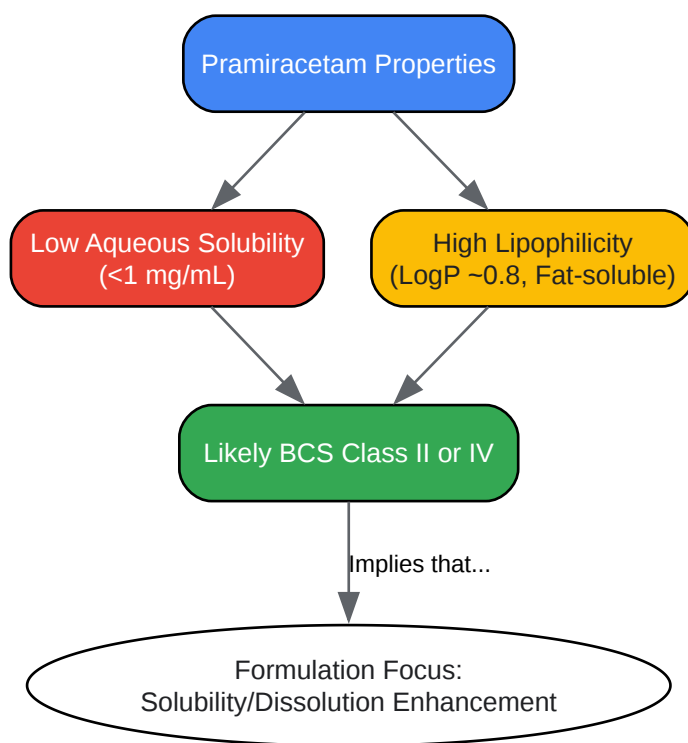 Pramiracetam Properties
Low Aqueous Solubility
(<1 mg/mL)
High Lipophilicity
(LogP ~0.8, Fat-soluble)
Likely BCS Class II or IV
Implies that...
Formulation Focus:
Solubility/Dissolution Enhancement